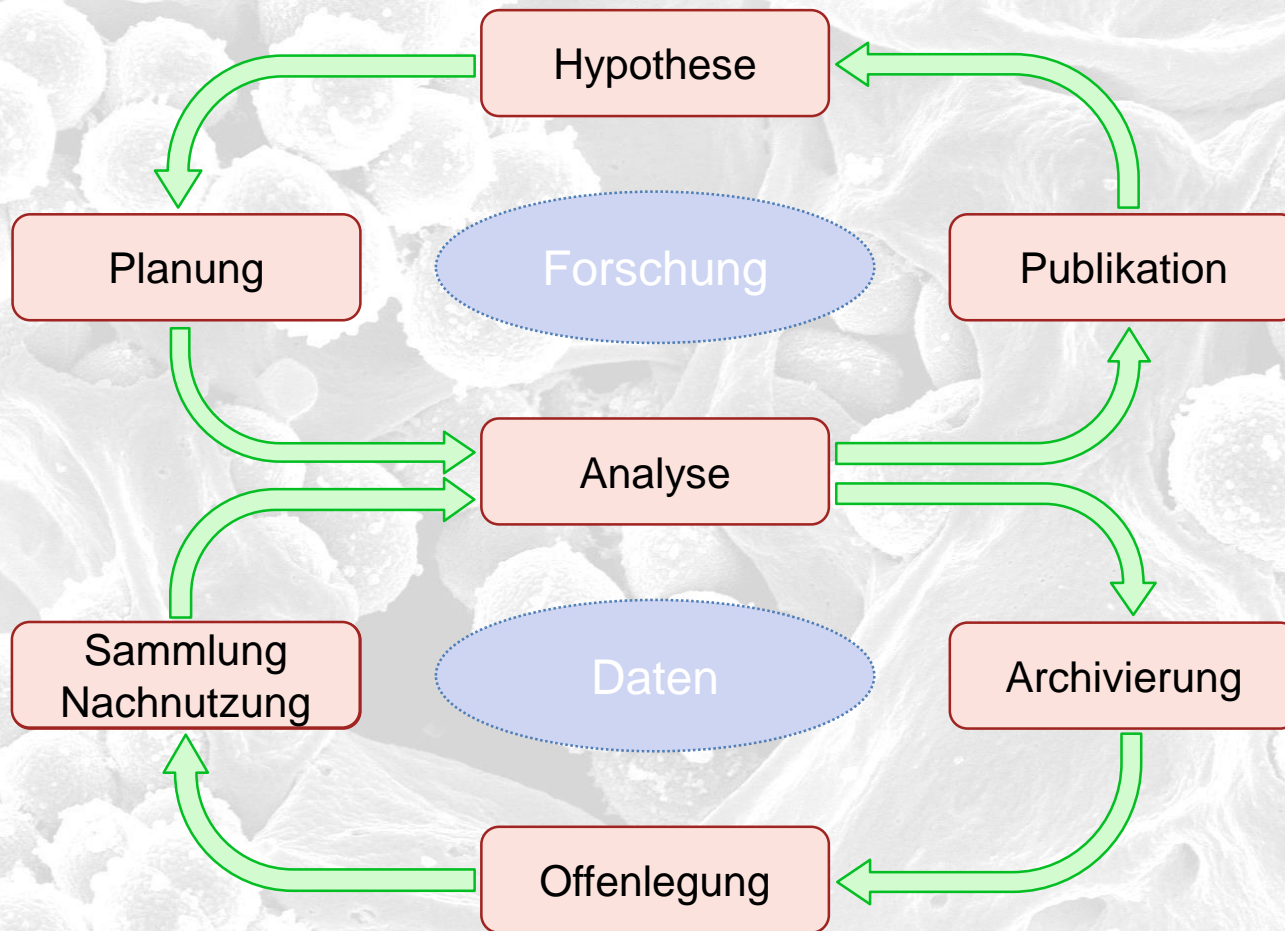 Hypothese
Planung
Forschung
Publikation
Analyse
Sammlung
Nachnutzung
Daten
Archivierung
Offenlegung